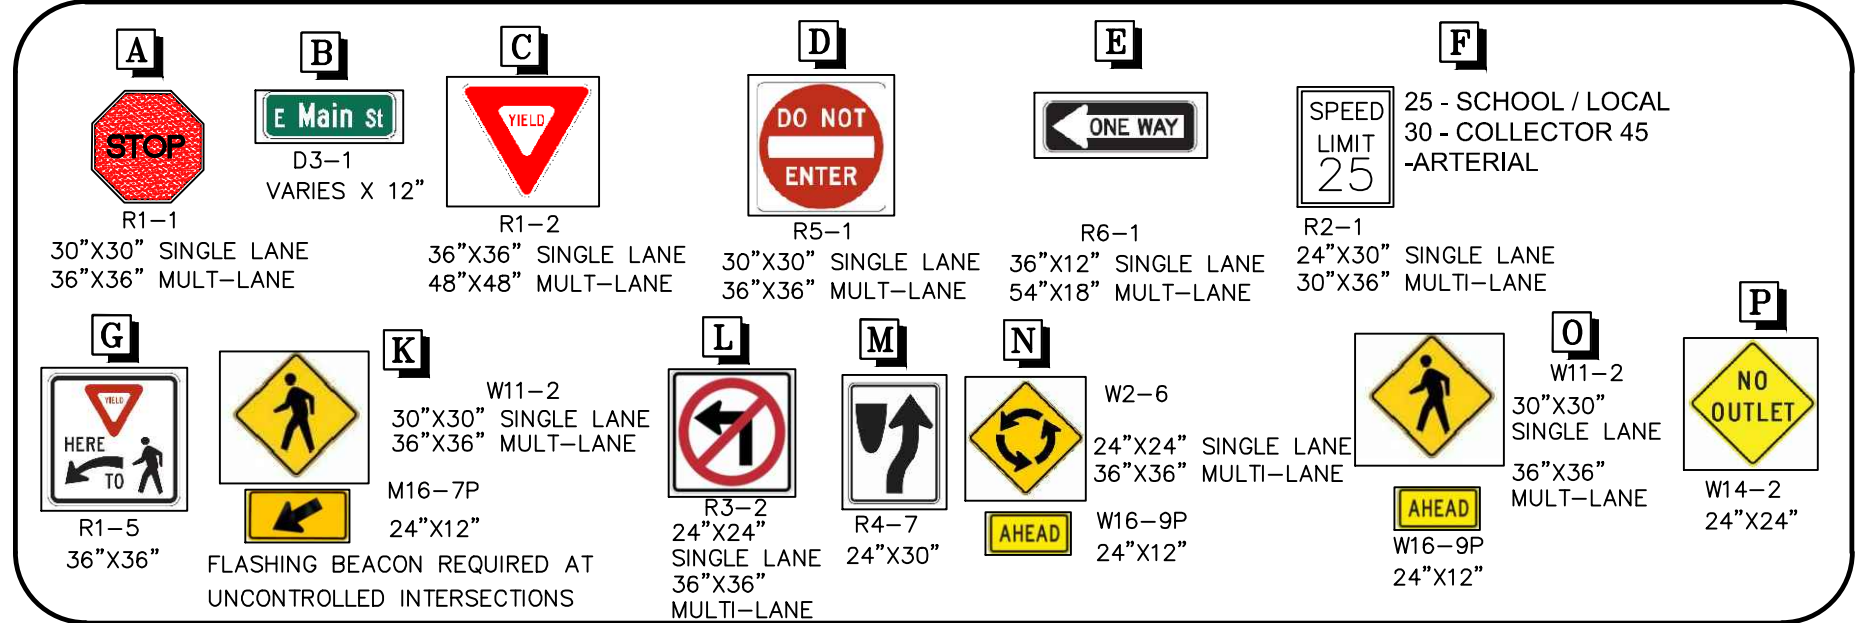 A
STOP
R1-1
30"X30" SINGLE LANE
36"X36" MULT-LANE
B
E Main St
D3-1
VARIES X 12"
C
YIELD
R1-2
36"X36" SINGLE LANE
48"X48" MULT-LANE
D
DO NOT
ENTER
R5-1
30"X30" SINGLE LANE
36"X36" MULT-LANE
E
ONE WAY
R6-1
36"X12" SINGLE LANE
54"X18" MULT-LANE
F
SPEED
LIMIT
25
25 - SCHOOL / LOCAL
30 - COLLECTOR 45
-ARTERIAL
R2-1
24"X30" SINGLE LANE
30"X36" MULTI-LANE
G
YIELD
HERE
TO
R1-5
36"X36"
K
W11-2
30"X30" SINGLE LANE
36"X36" MULT-LANE
M16-7P
24"X12"
FLASHING BEACON REQUIRED AT
UNCONTROLLED INTERSECTIONS
L
R3-2
24"X24"
SINGLE LANE
36"X36"
MULTI-LANE
M
R4-7
24"X30"
N
W2-6
24"X24" SINGLE LANE
36"X36" MULTI-LANE
AHEAD
W16-9P
24"X12"
O
W11-2
30"X30"
SINGLE LANE
36"X36"
MULT-LANE
AHEAD
W16-9P
24"X12"
P
NO
OUTLET
W14-2
24"X24"